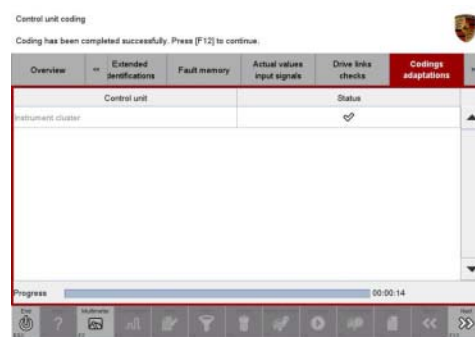 Control unit coding
Coding has been completed successfully. Press [F12] to continue.
Overview
<<
Extended
identifications
Fault memory
Actual values
input signals
Drive links
checks
Codings
adaptations
Control unit
Status
Instrument cluster
Progress
00:00:14
End
Multimeter
Next
?
<<
>>